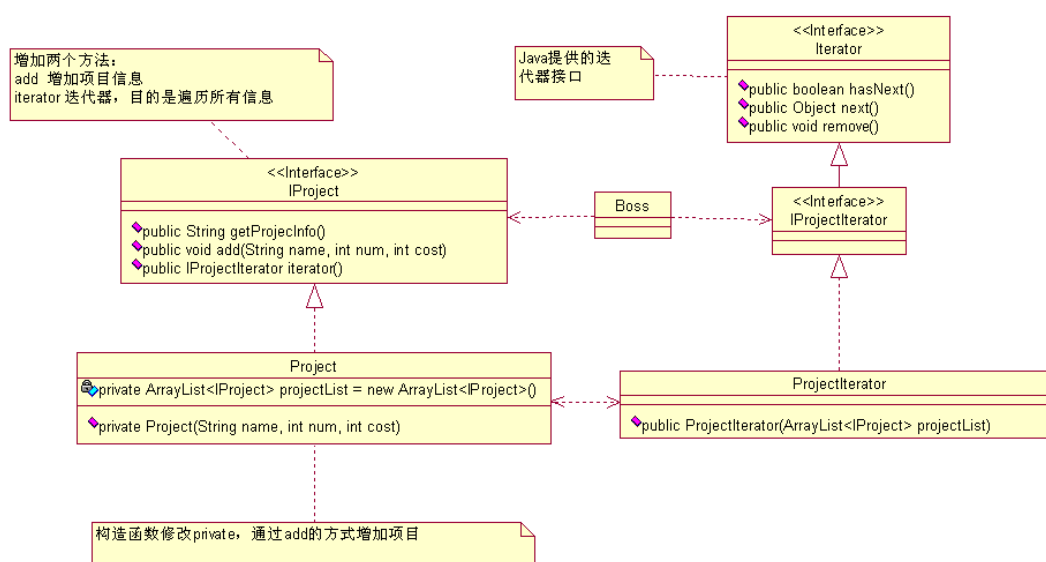 增加两个方法:
add 增加项目信息
iterator 迭代器，目的是遍历所有信息
Java提供的迭
代器接口
<<Interface>>
Iterator
public boolean hasNext()
public Object next()
public void remove()
<<Interface>>
IProject
public String getProjecInfo()
public void add(String name, int num, int cost)
public IProjectIterator iterator()
Boss
<<Interface>>
IProjectIterator
Project
private ArrayList<IProject> projectList = new ArrayList<IProject>()
private Project(String name, int num, int cost)
ProjectIterator
public ProjectIterator(ArrayList<IProject> projectList)
构造函数修改private，通过add的方式增加项目